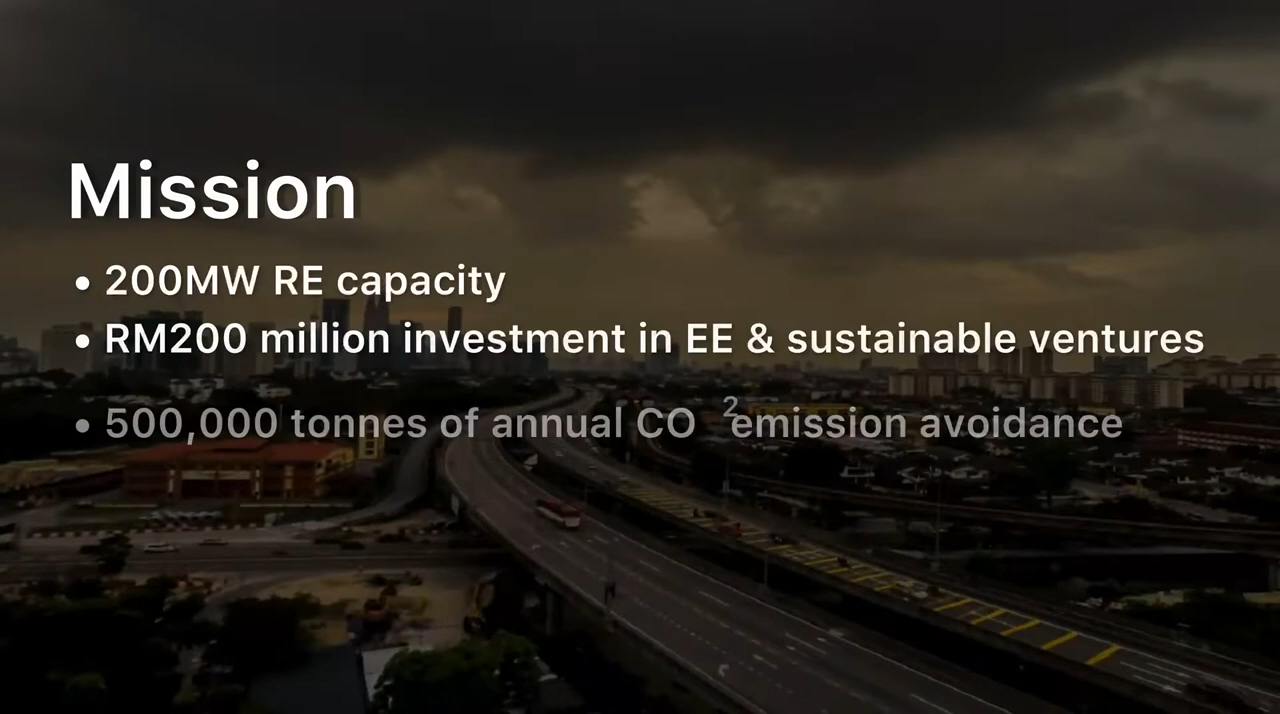 Mission
• 200MW RE capacity
• RM200 million investment in EE & sustainable ventures
• 500,000 tonnes of annual CO ²emission avoidance